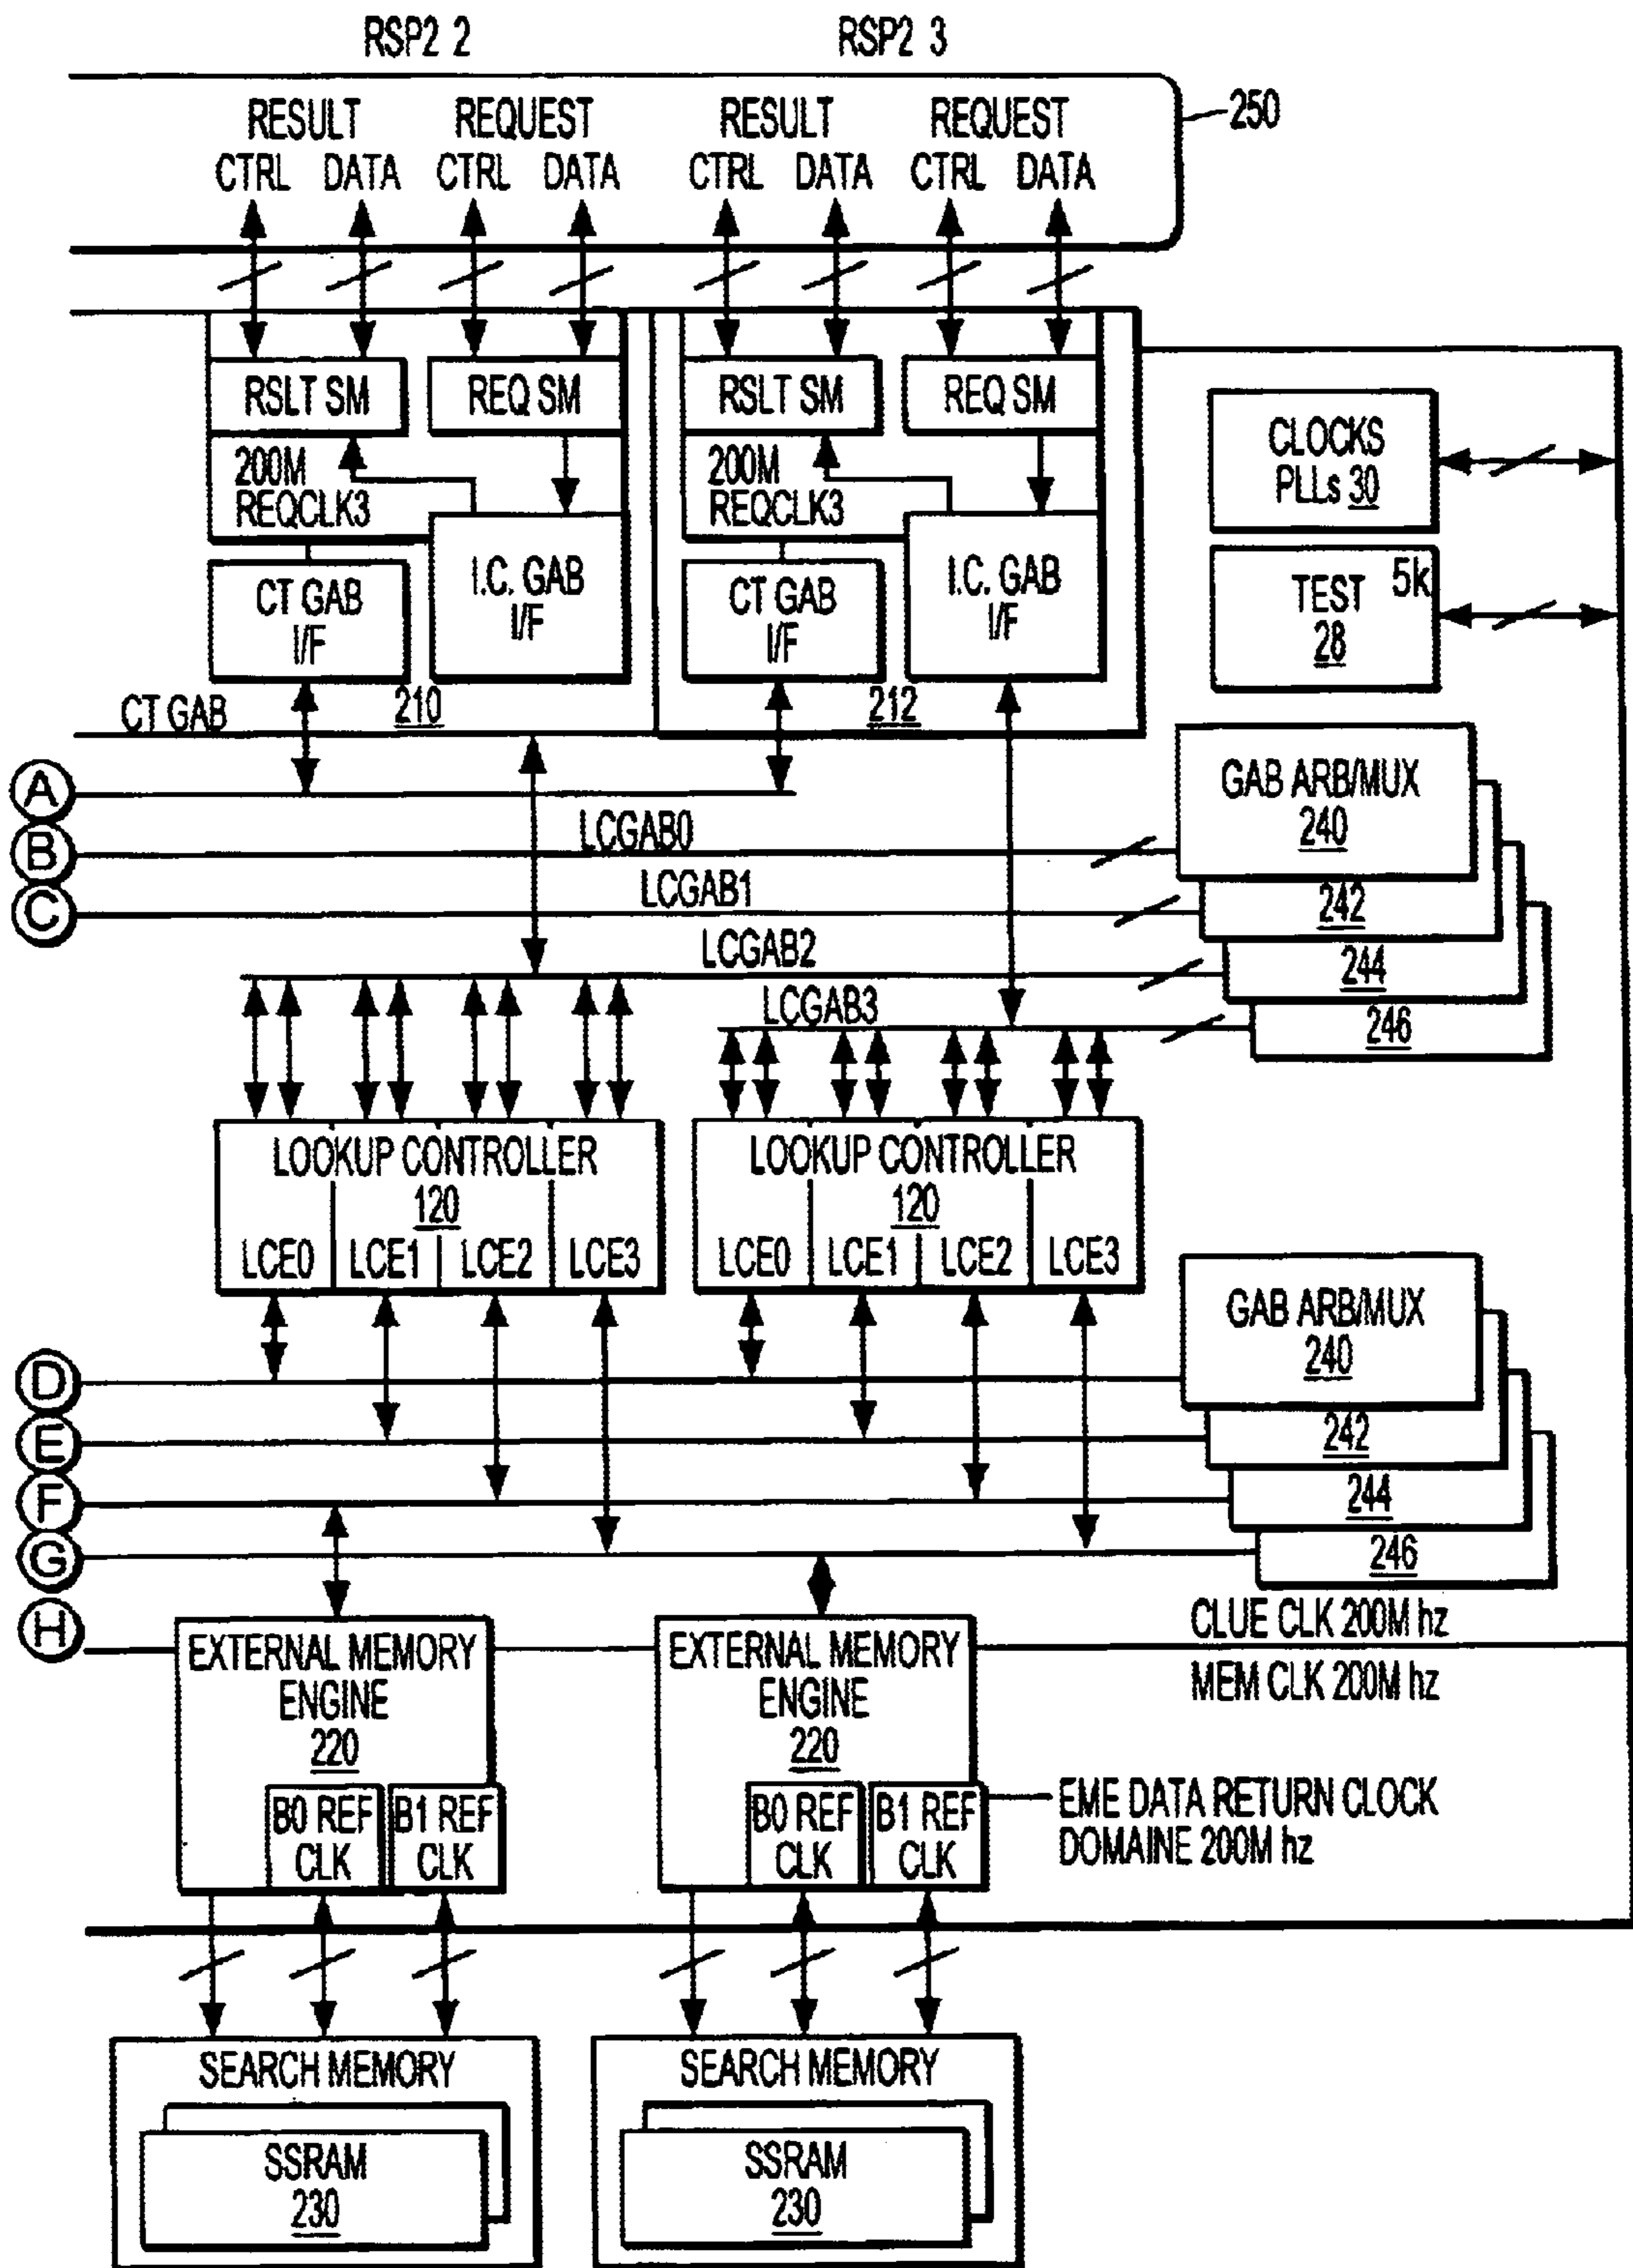 RSP2 2 RSP2 3
RESULT REQUEST RESULT REQUEST
CTRL DATA CTRL DATA CTRL DATA CTRL DATA
250
RSLT SM REQ SM RSLT SM REQ SM
200M
REQCLK3
200M
REQCLK3
CLOCKS
PLLs 30
CT GAB
I/F
I.C. GAB
I/F
CT GAB
I/F
I.C. GAB
I/F
TEST 5k
28
CT GAB
210
212
A
B
C
LCGAB0
LCGAB1
LCGAB2
LCGAB3
GAB ARB/MUX
240
242
244
246
LOOKUP CONTROLLER
120
LCE0 LCE1 LCE2 LCE3
LOOKUP CONTROLLER
120
LCE0 LCE1 LCE2 LCE3
D
E
F
G
H
GAB ARB/MUX
240
242
244
246
CLUE CLK 200M hz
MEM CLK 200M hz
EXTERNAL MEMORY
ENGINE
220
B0 REF
CLK
B1 REF
CLK
EXTERNAL MEMORY
ENGINE
220
B0 REF
CLK
B1 REF
CLK
EME DATA RETURN CLOCK
DOMAINE 200M hz
SEARCH MEMORY
SSRAM
230
SEARCH MEMORY
SSRAM
230